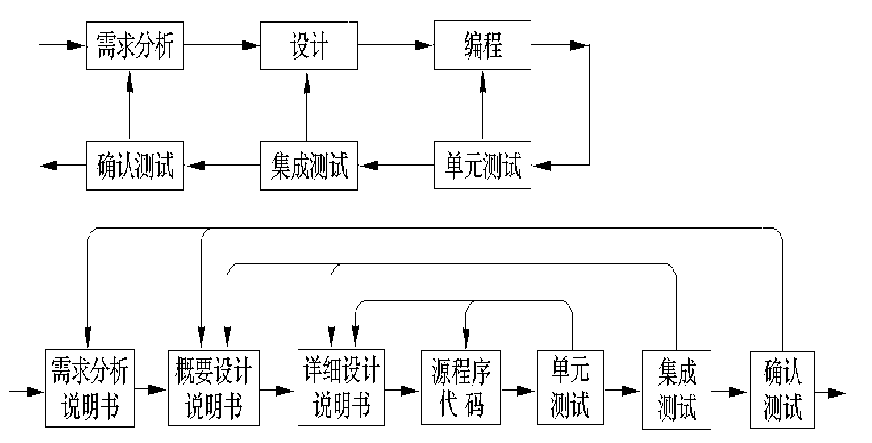 需求分析
设计
编程
确认测试
集成测试
单元测试
需求分析
说明书
概要设计
说明书
详细设计
说明书
源程序
代码
单元
测试
集成
测试
确认
测试